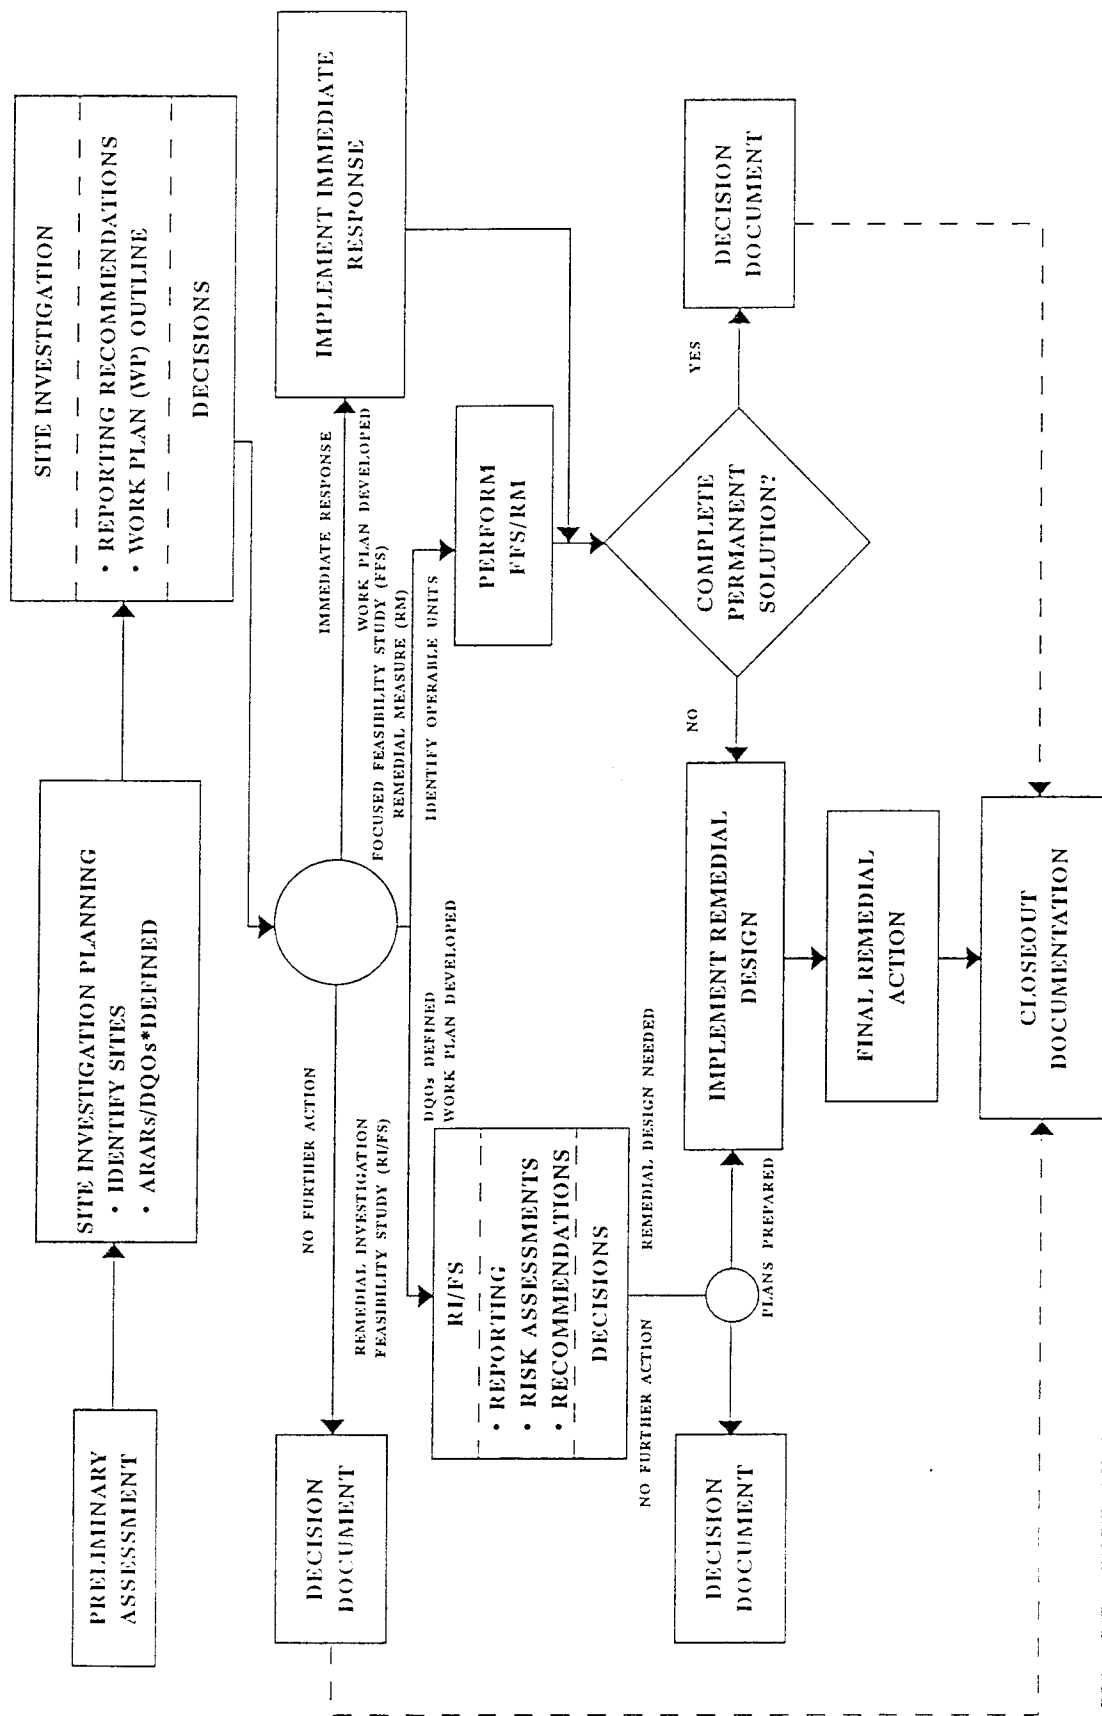 PRELIMINARY
ASSESSMENT
SITE INVESTIGATION PLANNING
• IDENTIFY SITES
• ARARs/DQOs*DEFINED
SITE INVESTIGATION
• REPORTING RECOMMENDATIONS
• WORK PLAN (WP) OUTLINE
DECISIONS
DECISION
DOCUMENT
NO FURTHER ACTION
REMEDIAL INVESTIGATION
FEASIBILITY STUDY (RI/FS)
IMMEDIATE RESPONSE
WORK PLAN DEVELOPED
FOCUSED FEASIBILITY STUDY (FFS)
REMEDIAL MEASURE (RM)
IDENTIFY OPERABLE UNITS
IMPLEMENT IMMEDIATE
RESPONSE
DQOs DEFINED
WORK PLAN DEVELOPED
RI/FS
• REPORTING
• RISK ASSESSMENTS
• RECOMMENDATIONS
DECISIONS
PERFORM
FFS/RM
NO FURTHER ACTION
REMEDIAL DESIGN NEEDED
PLANS PREPARED
DECISION
DOCUMENT
IMPLEMENT REMEDIAL
DESIGN
NO
COMPLETE
PERMANENT
SOLUTION?
YES
DECISION
DOCUMENT
FINAL REMEDIAL
ACTION
CLOSEOUT
DOCUMENTATION